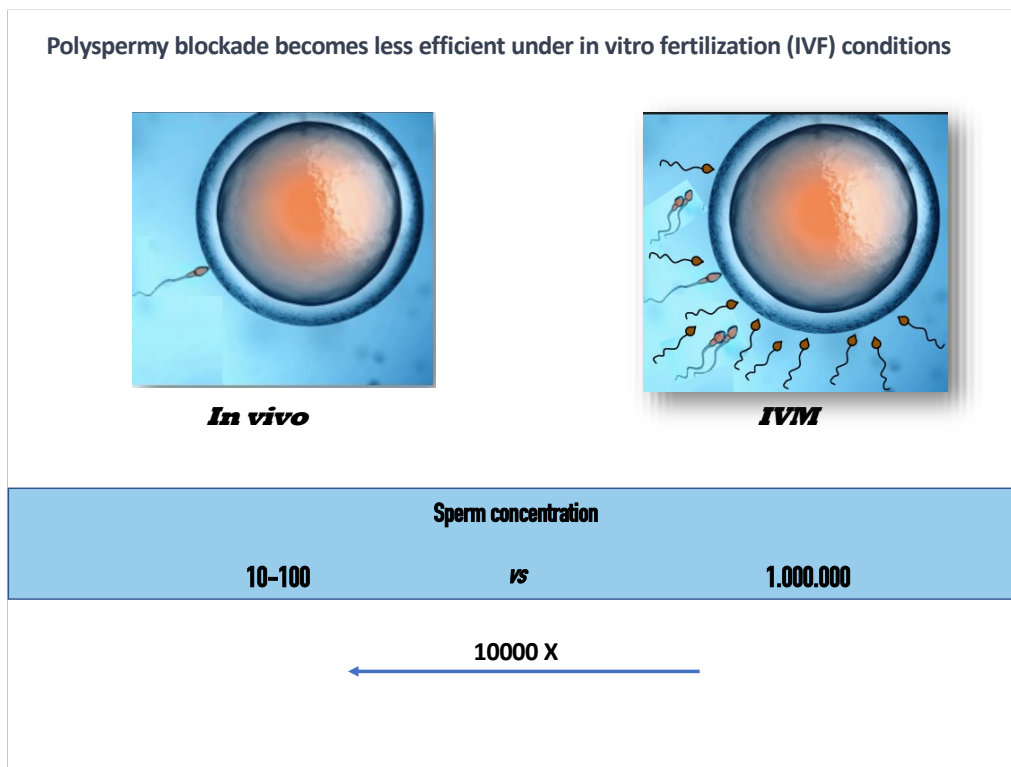 Polyspermy blockade becomes less efficient under in vitro fertilization (IVF) conditions
In vivo
IVM
Sperm concentration
10-100 vs 1.000.000
10000 X